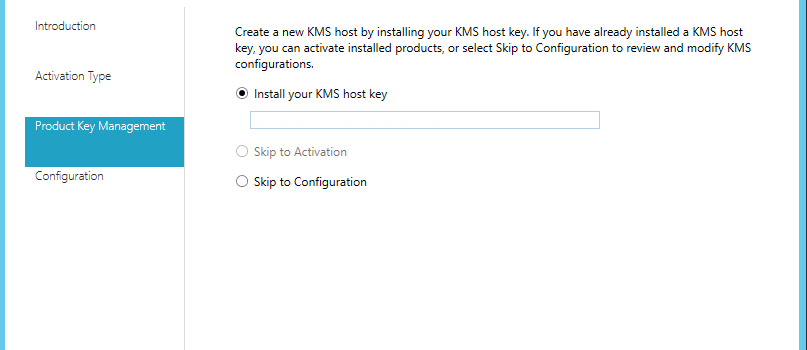 Introduction
Activation Type
Product Key Management
Configuration
Create a new KMS host by installing your KMS host key. If you have already installed a KMS host
key, you can activate installed products, or select Skip to Configuration to review and modify KMS
configurations.
Install your KMS host key
Skip to Activation
Skip to Configuration